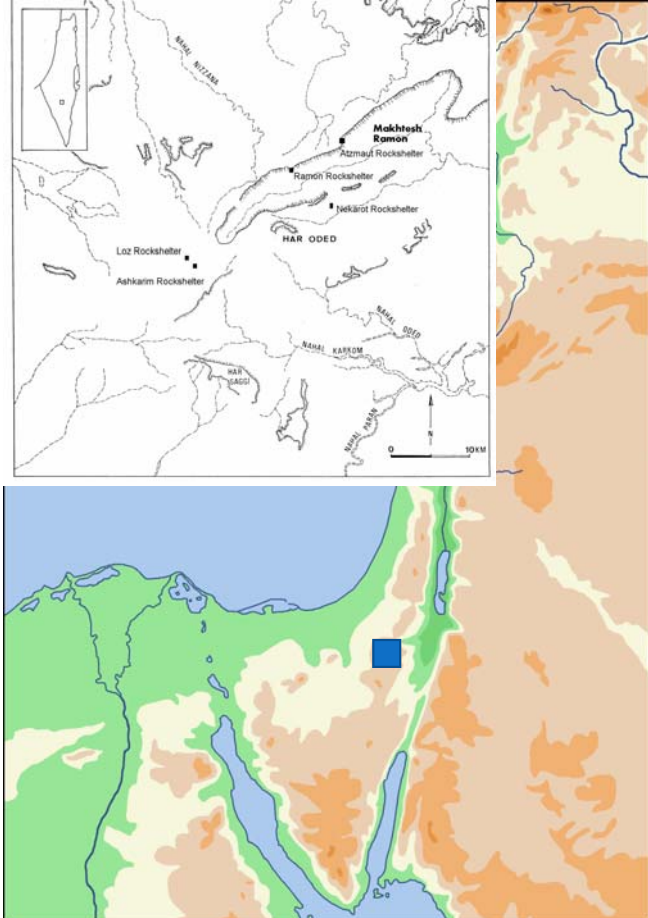 NAHAL NIZZANA
Makhtesh
Ramon
Atzmaut Rockshelter
Ramon Rockshelter
Nekarot Rockshelter
HAR ODED
Loz Rockshelter
Ashkarim Rockshelter
NAHAL ODED
NAHAL KARKOM
HAR
SAGGI
NAHAL PARAN
N
0 10KM